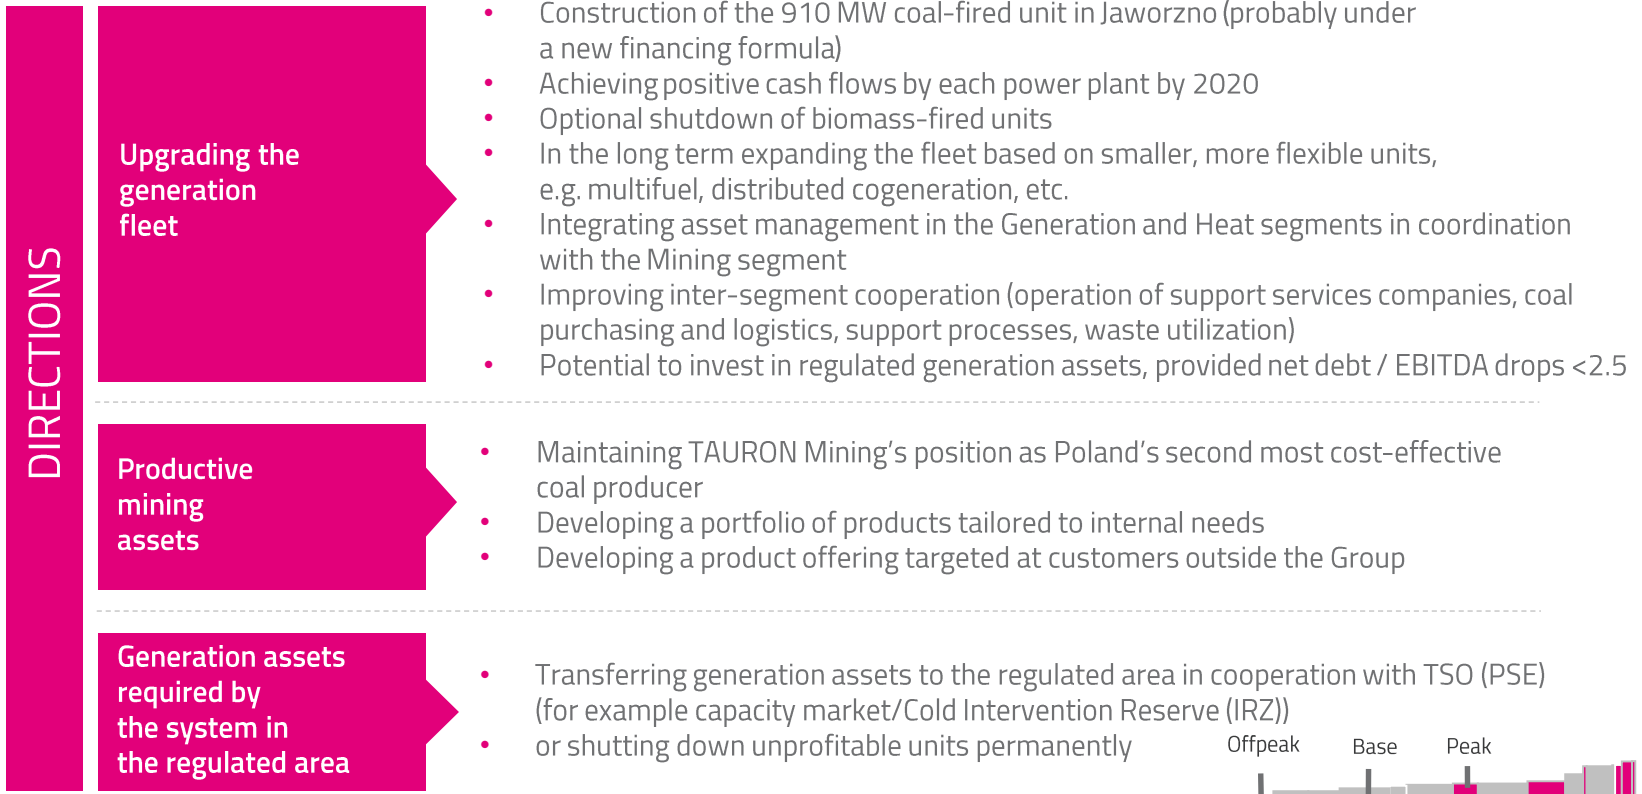 DIRECTIONS
Upgrading the
generation
fleet
• Construction of the 910 MW coal-fired unit in Jaworzno (probably under
a new financing formula)
• Achieving positive cash flows by each power plant by 2020
• Optional shutdown of biomass-fired units
• In the long term expanding the fleet based on smaller, more flexible units,
e.g. multifuel, distributed cogeneration, etc.
• Integrating asset management in the Generation and Heat segments in coordination
with the Mining segment
• Improving inter-segment cooperation (operation of support services companies, coal
purchasing and logistics, support processes, waste utilization)
• Potential to invest in regulated generation assets, provided net debt / EBITDA drops <2.5
Productive
mining
assets
• Maintaining TAURON Mining's position as Poland's second most cost-effective
coal producer
• Developing a portfolio of products tailored to internal needs
• Developing a product offering targeted at customers outside the Group
Generation assets
required by
the system in
the regulated area
• Transferring generation assets to the regulated area in cooperation with TSO (PSE)
(for example capacity market/Cold Intervention Reserve (IRZ))
• or shutting down unprofitable units permanently
Offpeak
Base
Peak